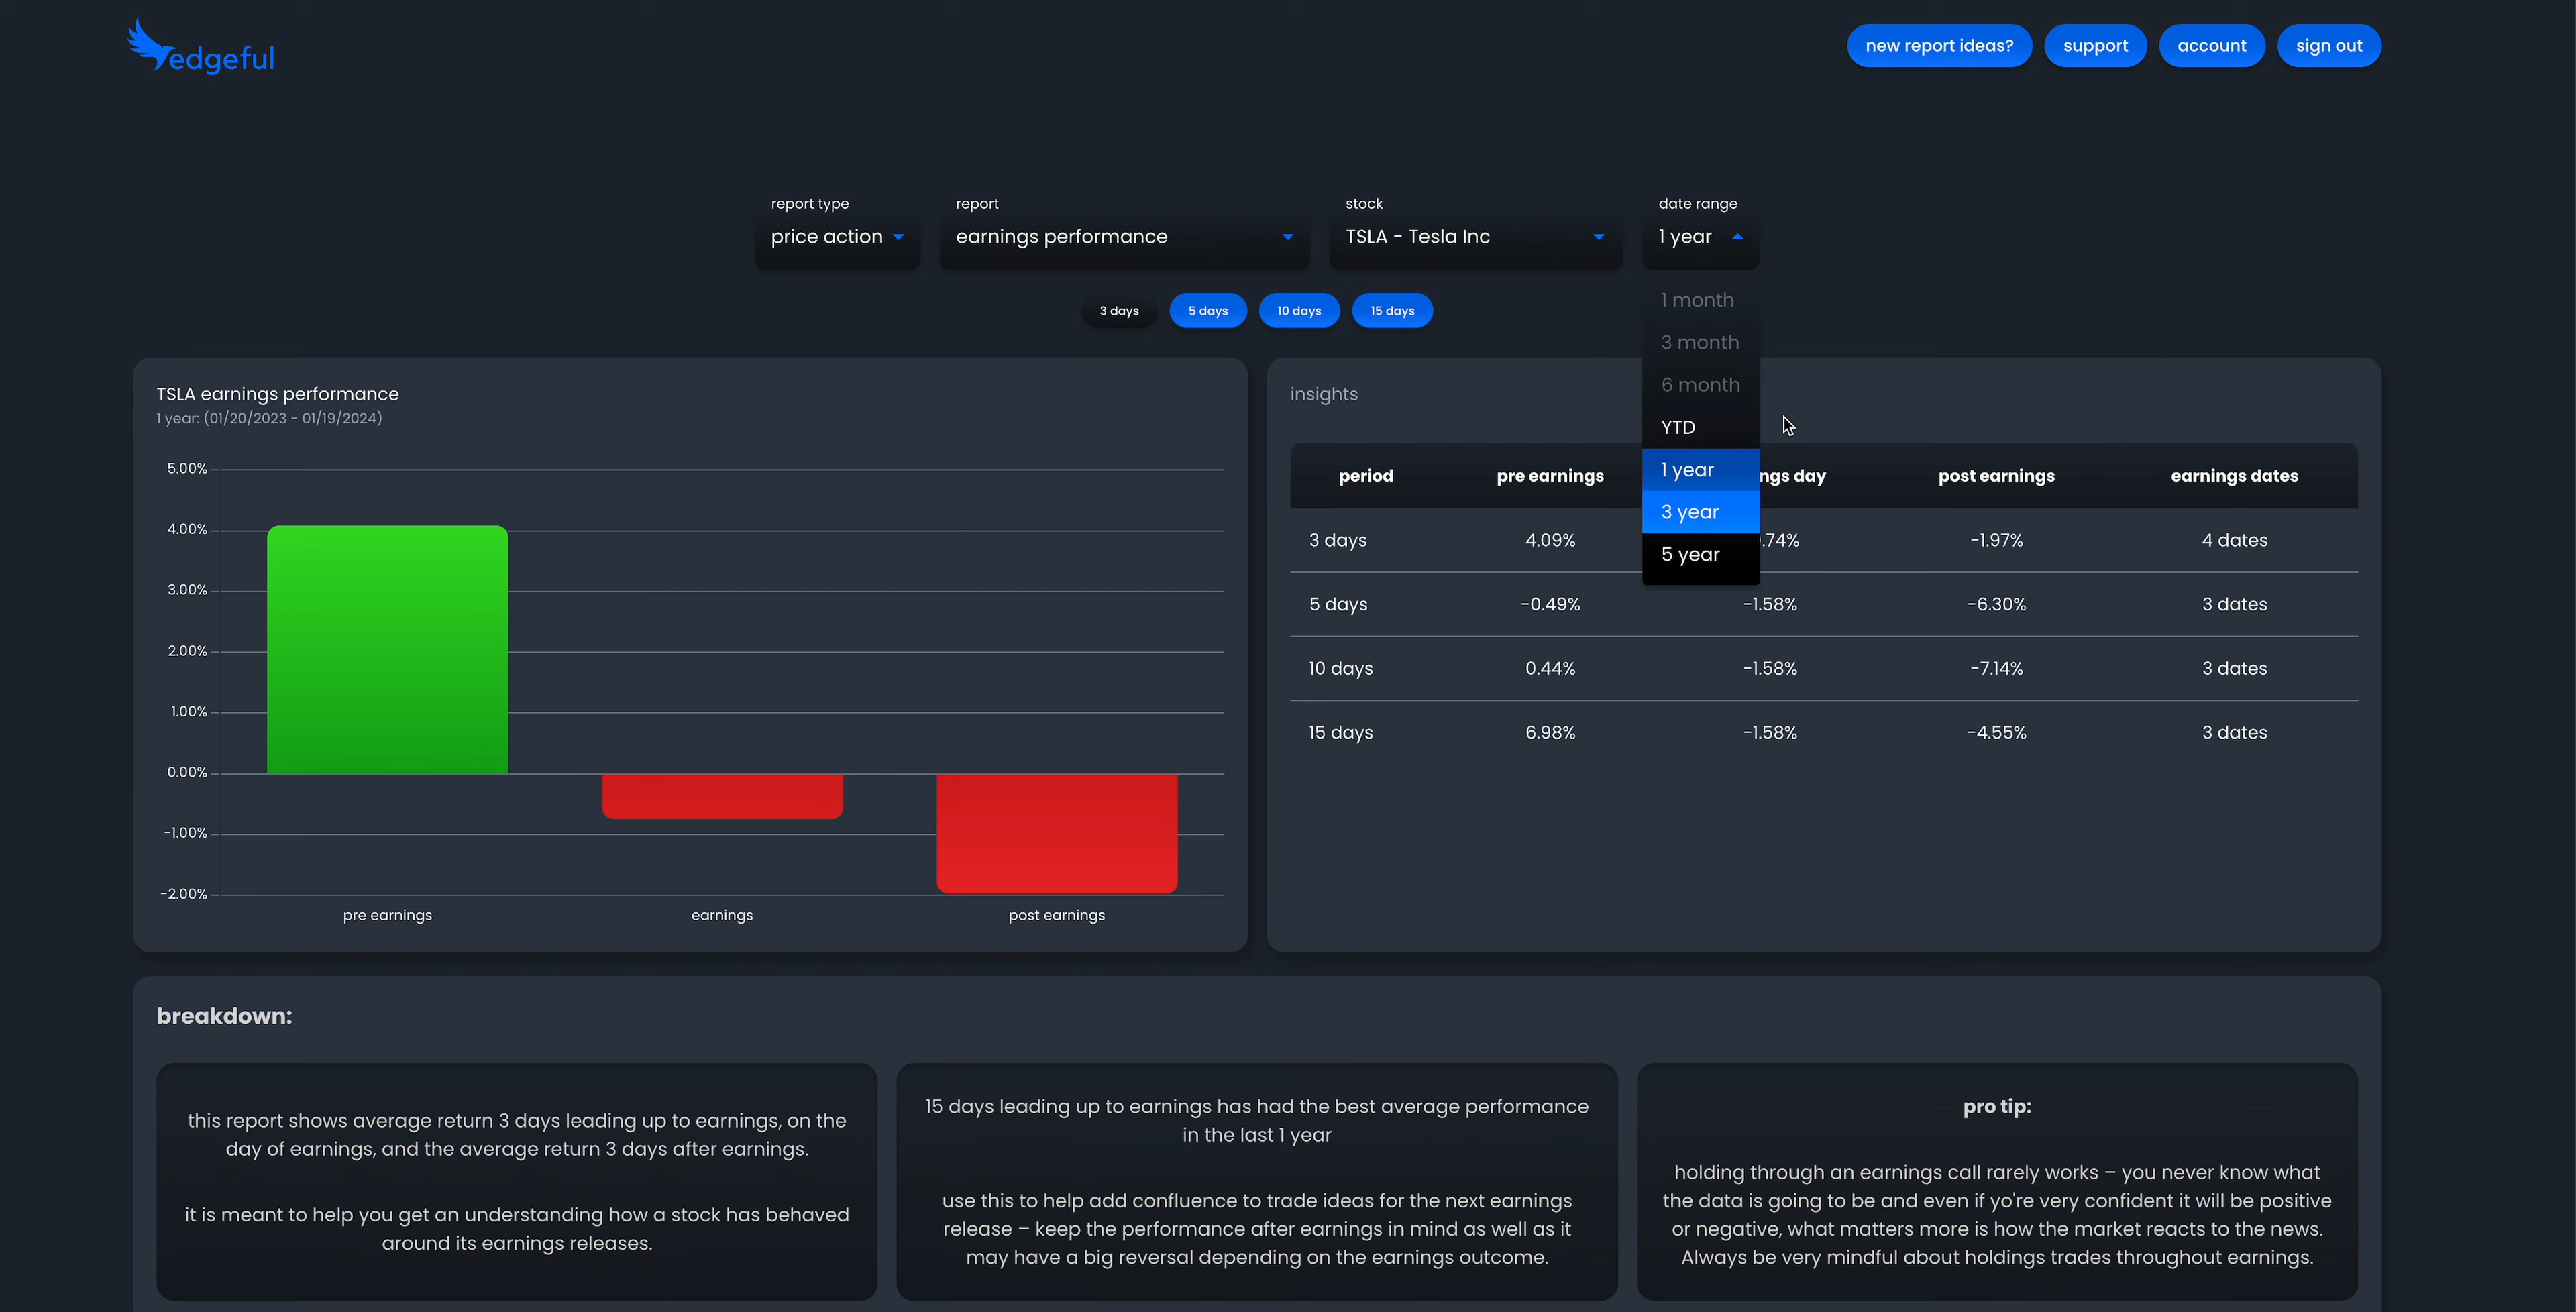 edgeful
new report ideas?
support
account
sign out
report type
price action
report
earnings performance
stock
TSLA - Tesla Inc
date range
1 year
1 month
3 month
6 month
YTD
1 year
3 year
5 year
3 days
5 days
10 days
15 days
TSLA earnings performance
1 year: (01/20/2023 - 01/19/2024)
5.00%
4.00%
3.00%
2.00%
1.00%
0.00%
-1.00%
-2.00%
pre earnings
earnings
post earnings
insights
period pre earnings ngs day post earnings earnings dates
3 days 4.09% .74% -1.97% 4 dates
5 days -0.49% -1.58% -6.30% 3 dates
10 days 0.44% -1.58% -7.14% 3 dates
15 days 6.98% -1.58% -4.55% 3 dates
breakdown:
this report shows average return 3 days leading up to earnings, on the
day of earnings, and the average return 3 days after earnings.
it is meant to help you get an understanding how a stock has behaved
around its earnings releases.
15 days leading up to earnings has had the best average performance
in the last 1 year
use this to help add confluence to trade ideas for the next earnings
release – keep the performance after earnings in mind as well as it
may have a big reversal depending on the earnings outcome.
pro tip:
holding through an earnings call rarely works – you never know what
the data is going to be and even if yo're very confident it will be positive
or negative, what matters more is how the market reacts to the news.
Always be very mindful about holdings trades throughout earnings.